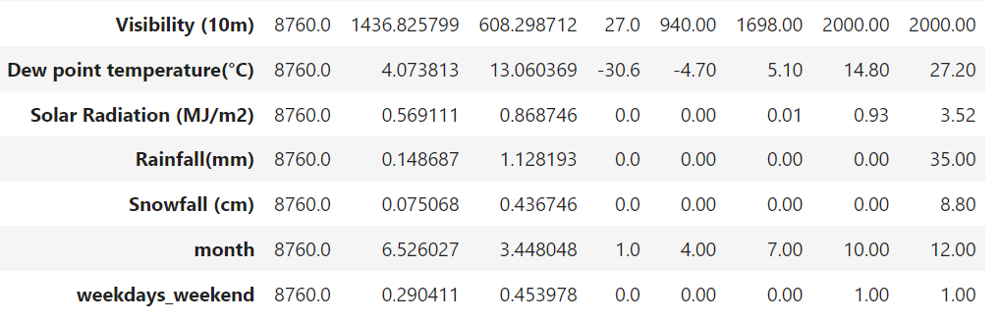 Visibility (10m) 8760.0 1436.825799 608.298712 27.0 940.00 1698.00 2000.00 2000.00
Dew point temperature(°C) 8760.0 4.073813 13.060369 -30.6 -4.70 5.10 14.80 27.20
Solar Radiation (MJ/m2) 8760.0 0.569111 0.868746 0.0 0.00 0.01 0.93 3.52
Rainfall(mm) 8760.0 0.148687 1.128193 0.0 0.00 0.00 0.00 35.00
Snowfall (cm) 8760.0 0.075068 0.436746 0.0 0.00 0.00 0.00 8.80
month 8760.0 6.526027 3.448048 1.0 4.00 7.00 10.00 12.00
weekdays_weekend 8760.0 0.290411 0.453978 0.0 0.00 0.00 1.00 1.00